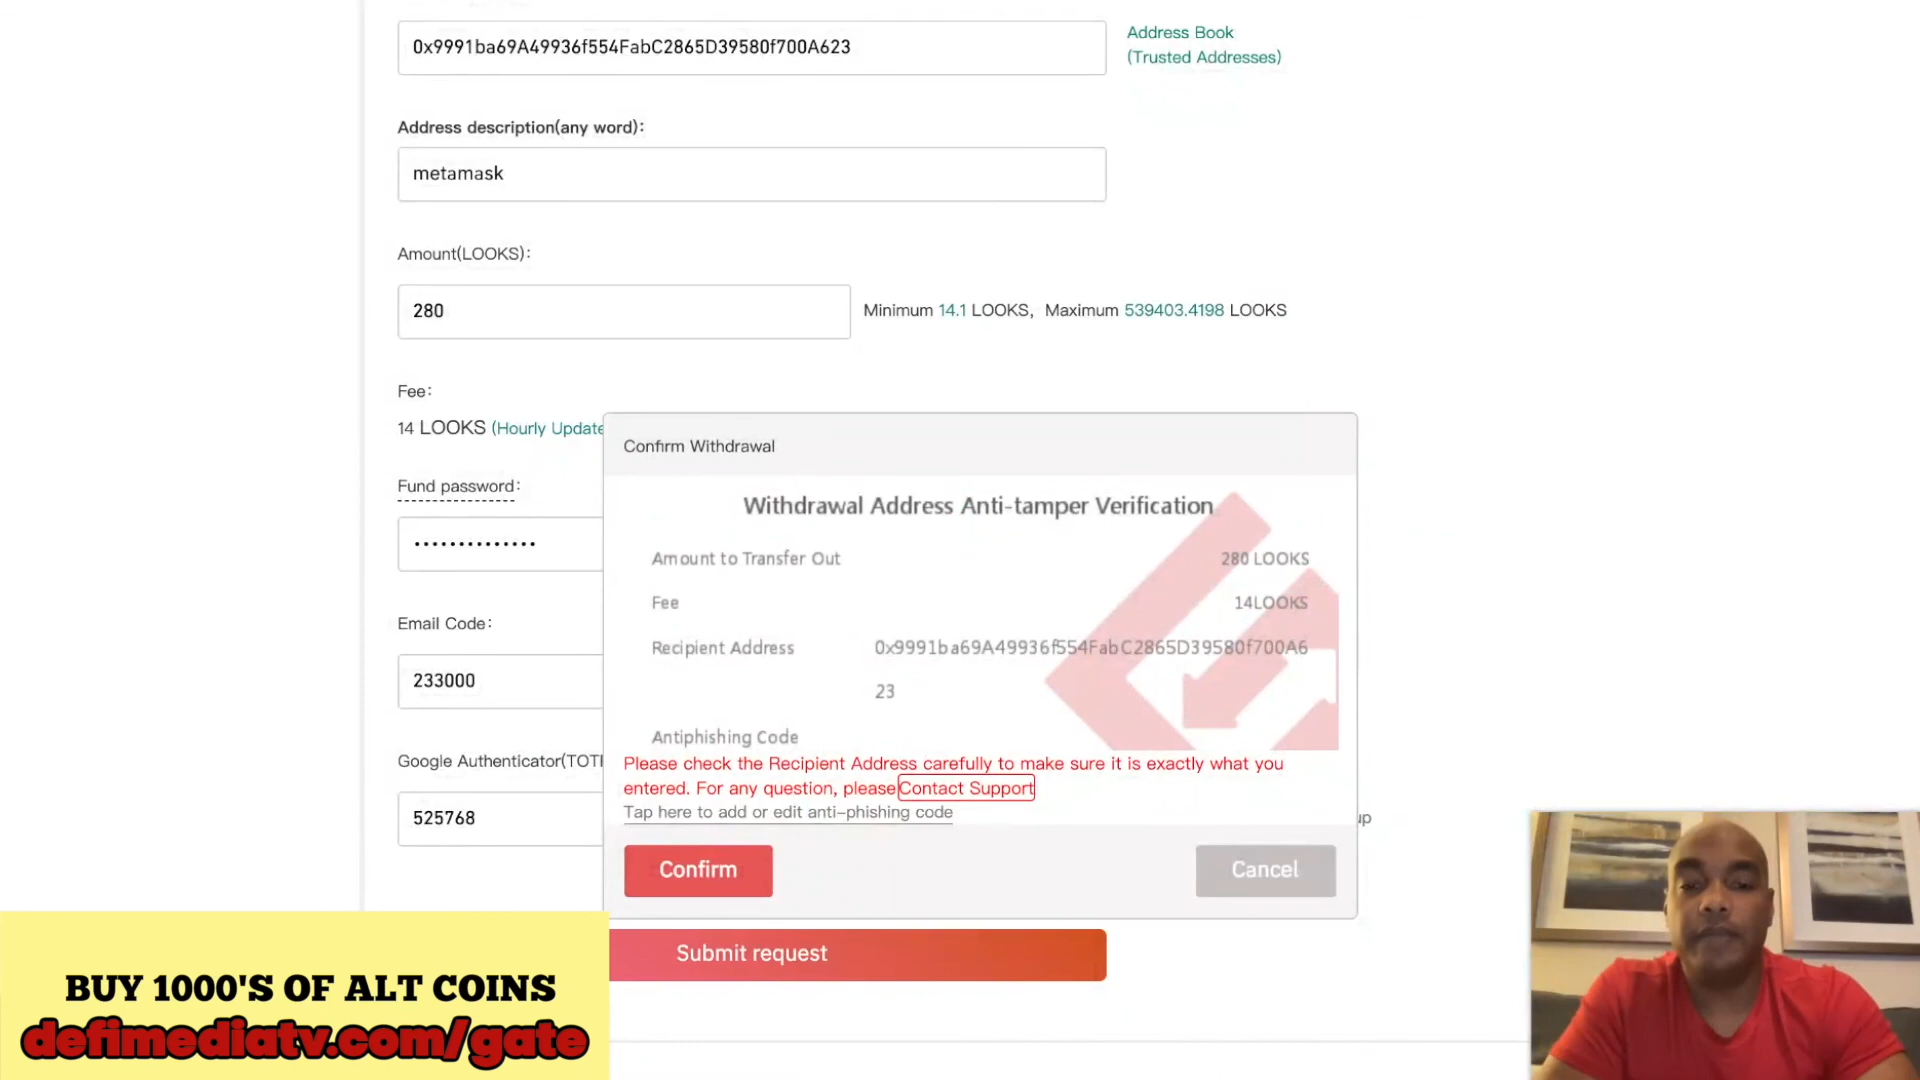 0x9991ba69A49936f554FabC2865D39580f700A623
Address Book
(Trusted Addresses)
Address description(any word):
metamask
Amount(LOOKS):
280
Minimum 14.1 LOOKS, Maximum 539403.4198 LOOKS
Fee:
14 LOOKS (Hourly Update
Fund password:
Email Code:
233000
Google Authenticator(TOTP
525768
up
Confirm Withdrawal
Withdrawal Address Anti-tamper Verification
Amount to Transfer Out 280 LOOKS
Fee 14LOOKS
Recipient Address 0x9991ba69A49936f554FabC2865D39580f700A6
23
Antiphishing Code
Please check the Recipient Address carefully to make sure it is exactly what you
entered. For any question, please Contact Support
Tap here to add or edit anti-phishing code
Confirm
Cancel
Submit request
BUY 1000'S OF ALT COINS
defimediatv.com/gate